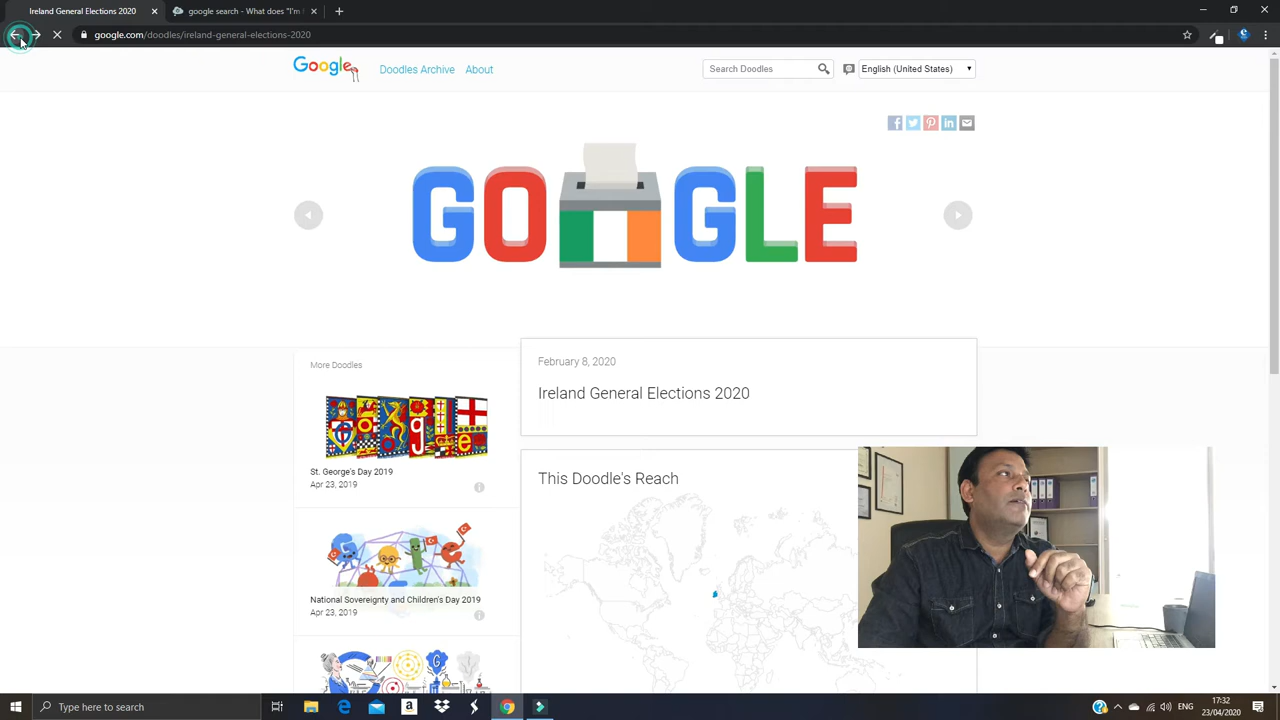 Ireland General Elections 2020
google search - What does "I'm
google.com/doodles/ireland-general-elections-2020
Google
Doodles Archive
About
Search Doodles
English (United States)
GOOGLE
February 8, 2020
Ireland General Elections 2020
More Doodles
Google
St. George's Day 2019
Apr 23, 2019
This Doodle's Reach
National Sovereignty and Children's Day 2019
Apr 23, 2019
Type here to search
ENG
17:32
23/04/2020